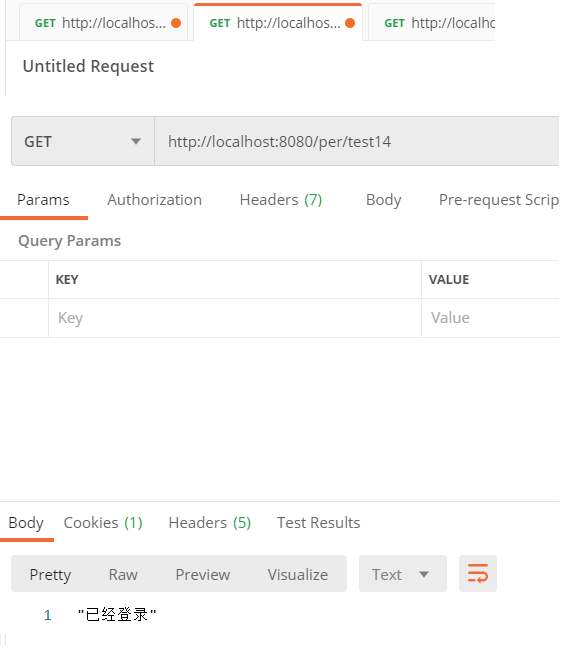 GET http://localhos... GET http://localhos... GET http://localhc
Untitled Request
GET http://localhost:8080/per/test14
Params Authorization Headers (7) Body Pre-request Scrip
Query Params
KEY VALUE
Key Value
Body Cookies (1) Headers (5) Test Results
Pretty Raw Preview Visualize Text
1 "已经登录"